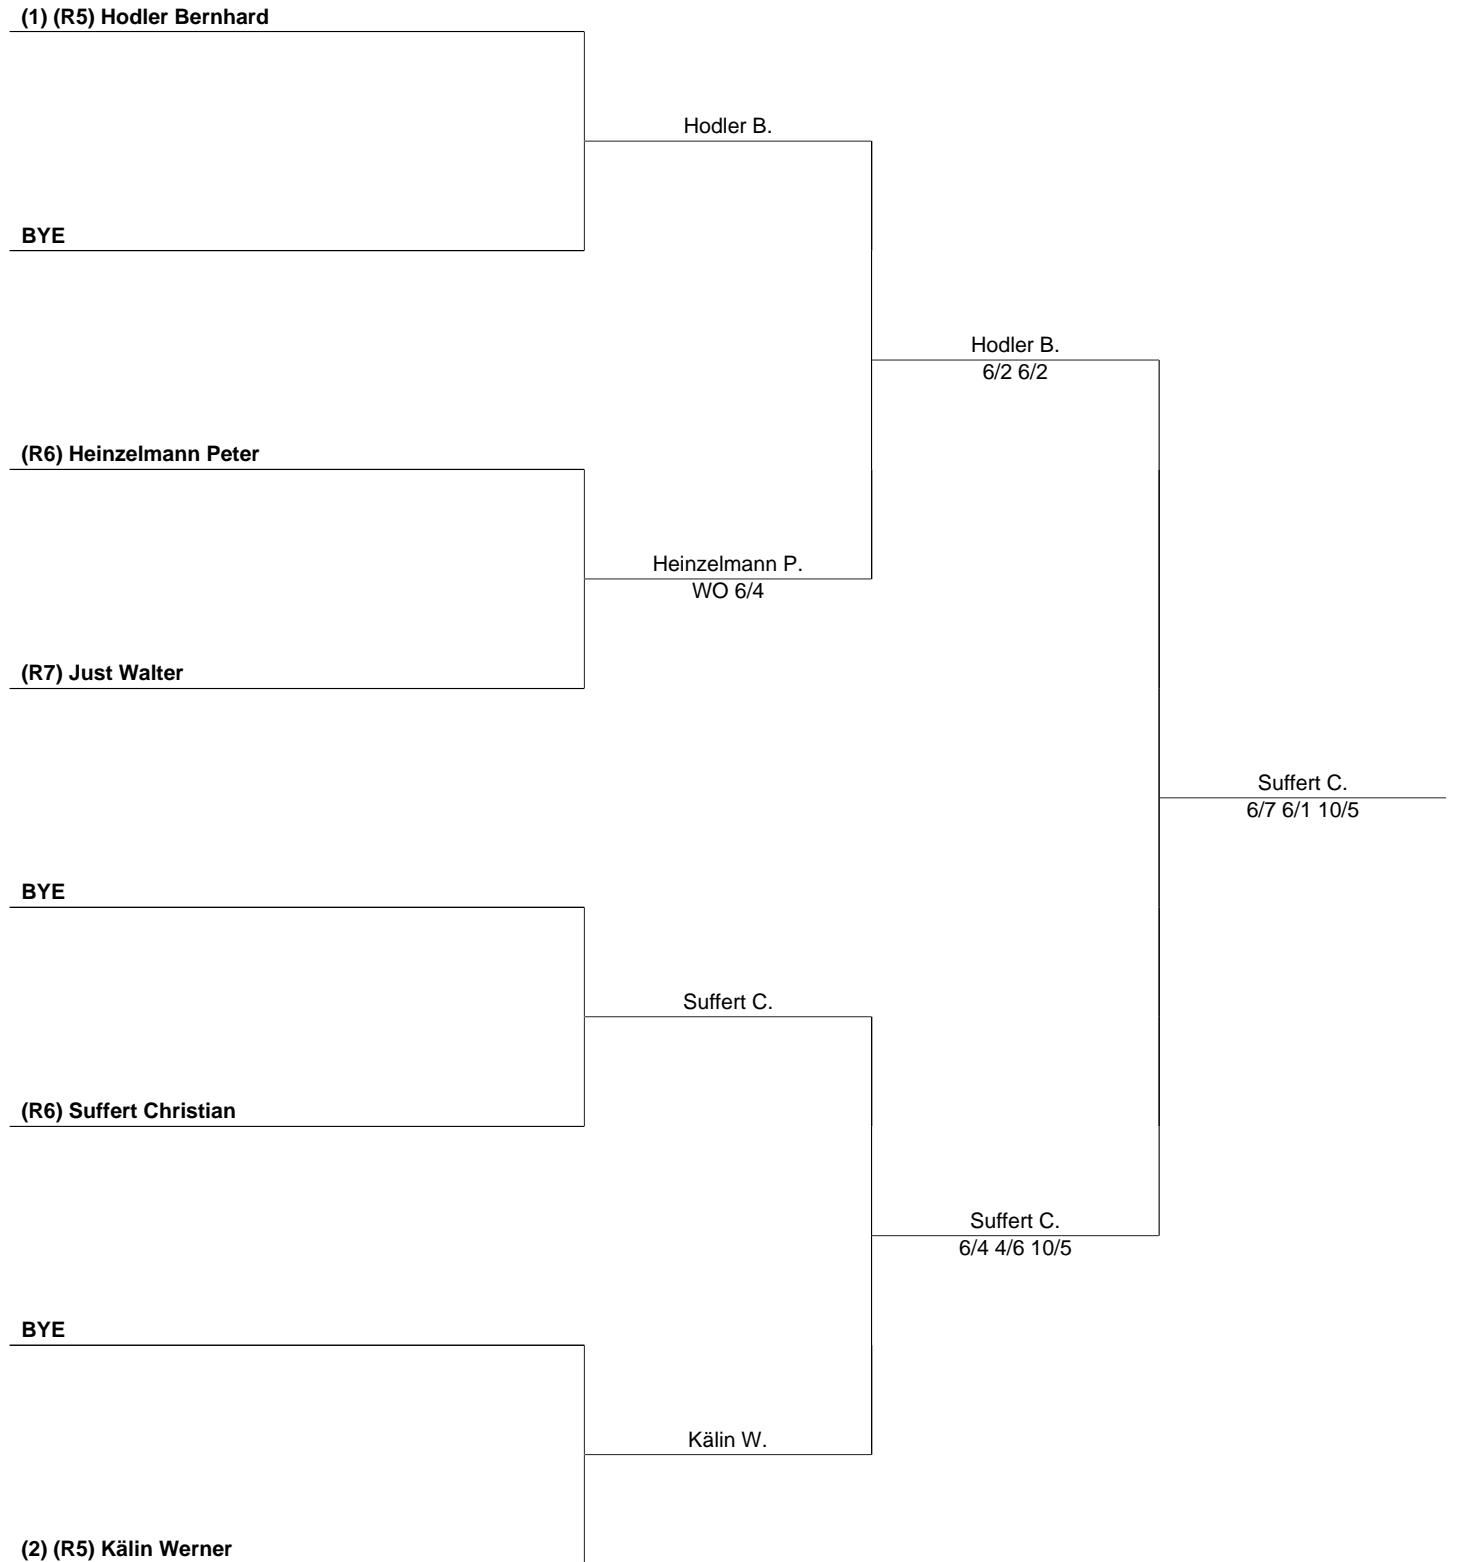 (1) (R5) Hodler Bernhard
Hodler B.
BYE
Hodler B.
6/2 6/2
(R6) Heinzelmann Peter
Heinzelmann P.
WO 6/4
(R7) Just Walter
Suffert C.
6/7 6/1 10/5
BYE
Suffert C.
(R6) Suffert Christian
Suffert C.
6/4 4/6 10/5
BYE
Kälin W.
(2) (R5) Kälin Werner